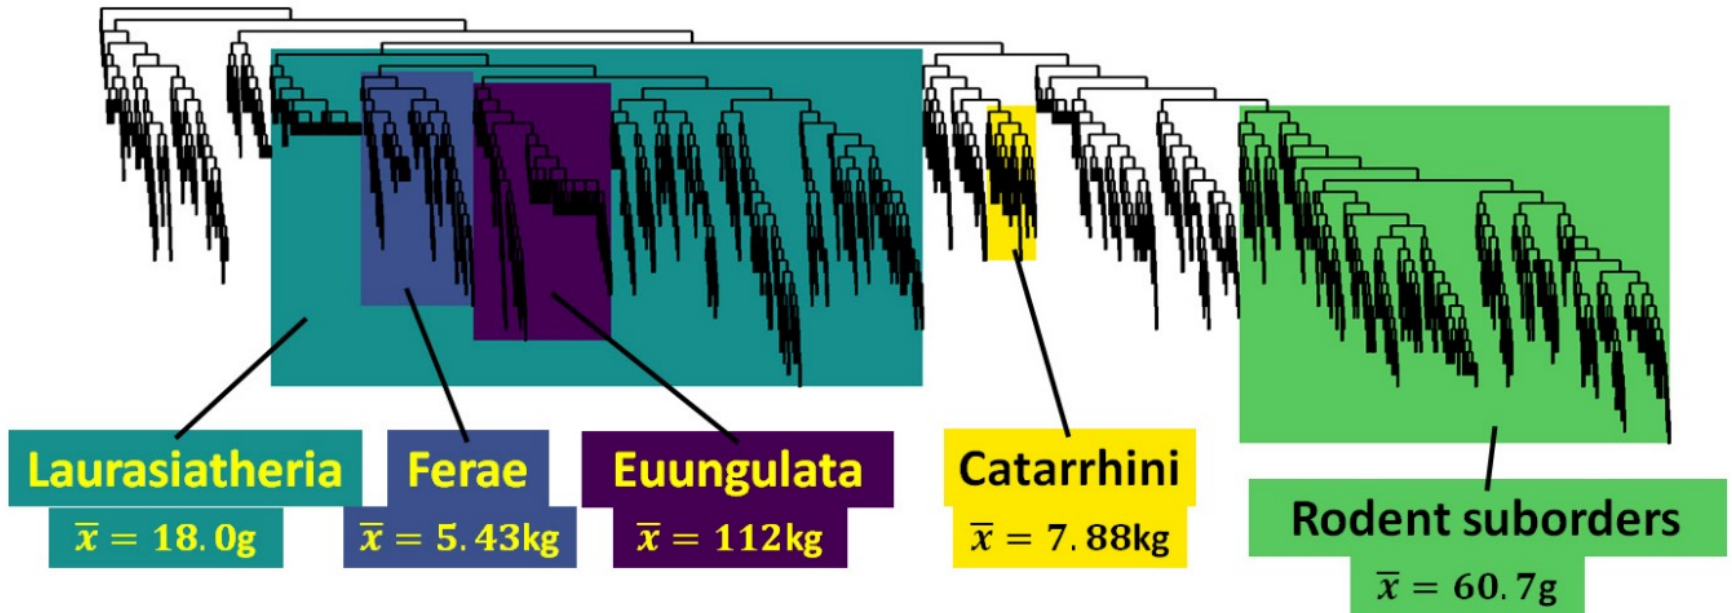 Laurasiatheria
x̄ = 18.0g
Ferae
x̄ = 5.43kg
Euungulata
x̄ = 112kg
Catarrhini
x̄ = 7.88kg
Rodent suborders
x̄ = 60.7g